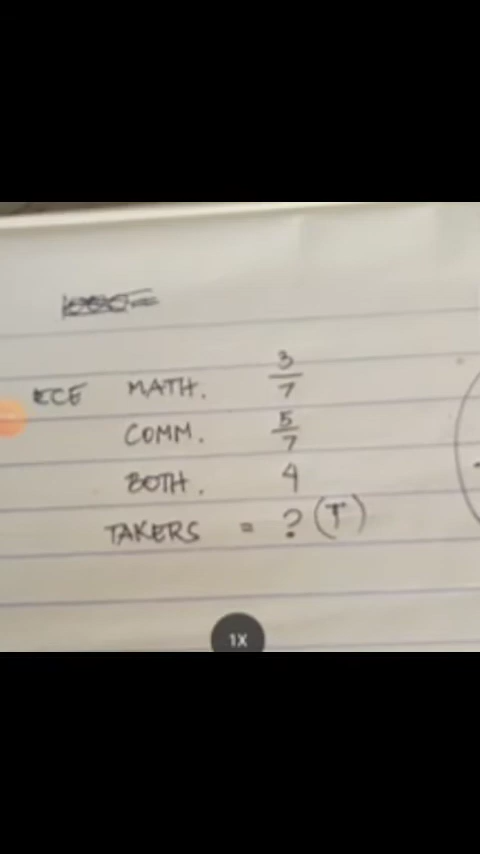 ECE MATH. 3/7
COMM. 5/7
BOTH. 4
TAKERS = ? (T)
1X